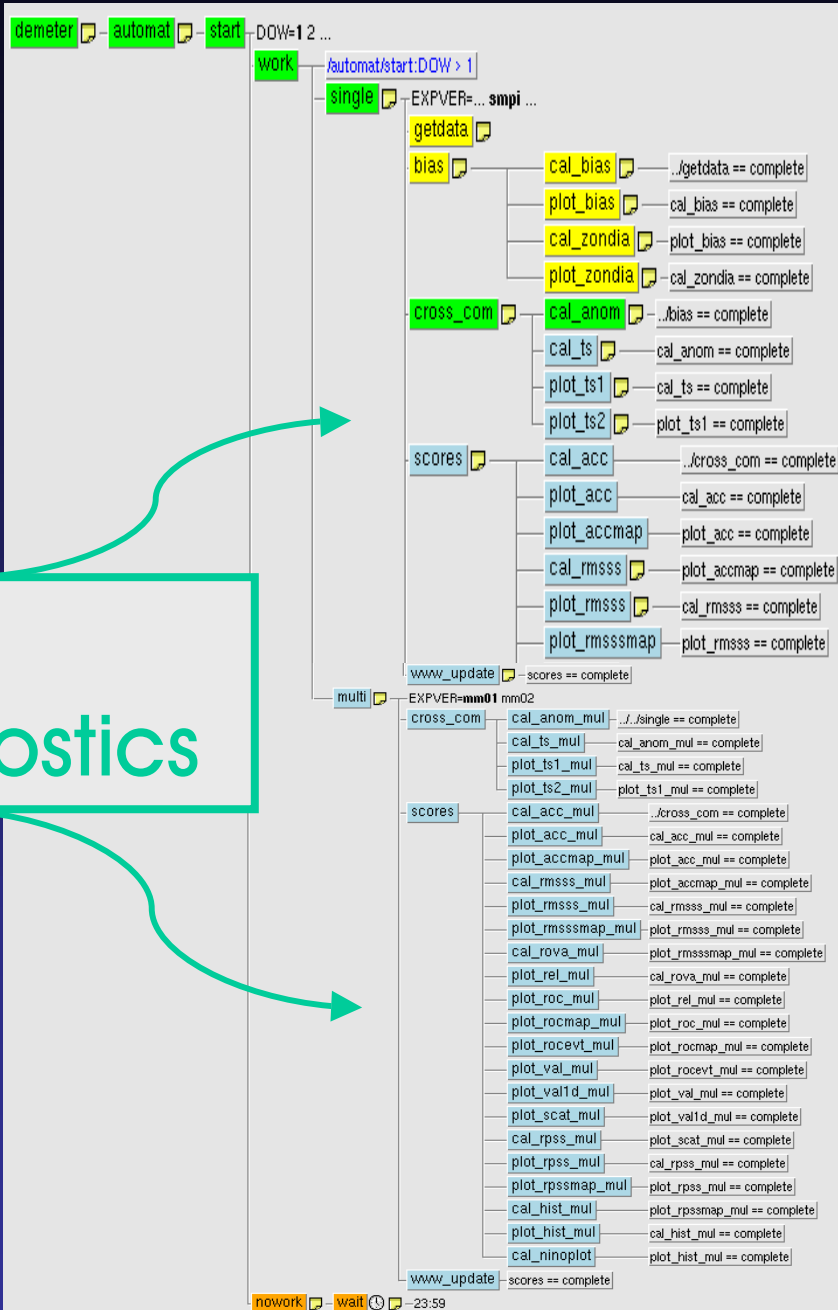 demeter automat start DOW=1 2 ...
work /automat/start:DOW > 1
single EXPVER=... smpi ...
getdata
bias cal_bias ../getdata == complete
plot_bias cal_bias == complete
cal_zondia plot_bias == complete
plot_zondia cal_zondia == complete
cross_com cal_anom ../bias == complete
cal_ts cal_anom == complete
plot_ts1 cal_ts == complete
plot_ts2 plot_ts1 == complete
scores cal_acc ../cross_com == complete
plot_acc cal_acc == complete
plot_accmap plot_acc == complete
cal_rmsss plot_accmap == complete
plot_rmsss cal_rmsss == complete
plot_rmsssmap plot_rmsss == complete
www_update scores == complete
multi EXPVER=mm01 mm02
cross_com cal_anom_mul ../../single == complete
ostics
cal_ts_mul cal_anom_mul == complete
plot_ts1_mul cal_ts_mul == complete
plot_ts2_mul plot_ts1_mul == complete
scores cal_acc_mul ../cross_com == complete
plot_acc_mul cal_acc_mul == complete
plot_accmap_mul plot_acc_mul == complete
cal_rmsss_mul plot_accmap_mul == complete
plot_rmsss_mul cal_rmsss_mul == complete
plot_rmsssmap_mul plot_rmsss_mul == complete
cal_rova_mul plot_rmsssmap_mul == complete
plot_rel_mul cal_rova_mul == complete
plot_roc_mul plot_rel_mul == complete
plot_rocmap_mul plot_roc_mul == complete
plot_rocevt_mul plot_rocmap_mul == complete
plot_val_mul plot_rocevt_mul == complete
plot_val1d_mul plot_val_mul == complete
plot_scat_mul plot_val1d_mul == complete
cal_rpss_mul plot_scat_mul == complete
plot_rpss_mul cal_rpss_mul == complete
plot_rpssmap_mul plot_rpss_mul == complete
cal_hist_mul plot_rpssmap_mul == complete
plot_hist_mul cal_hist_mul == complete
cal_ninoplot plot_hist_mul == complete
www_update scores == complete
nowork wait 23:59